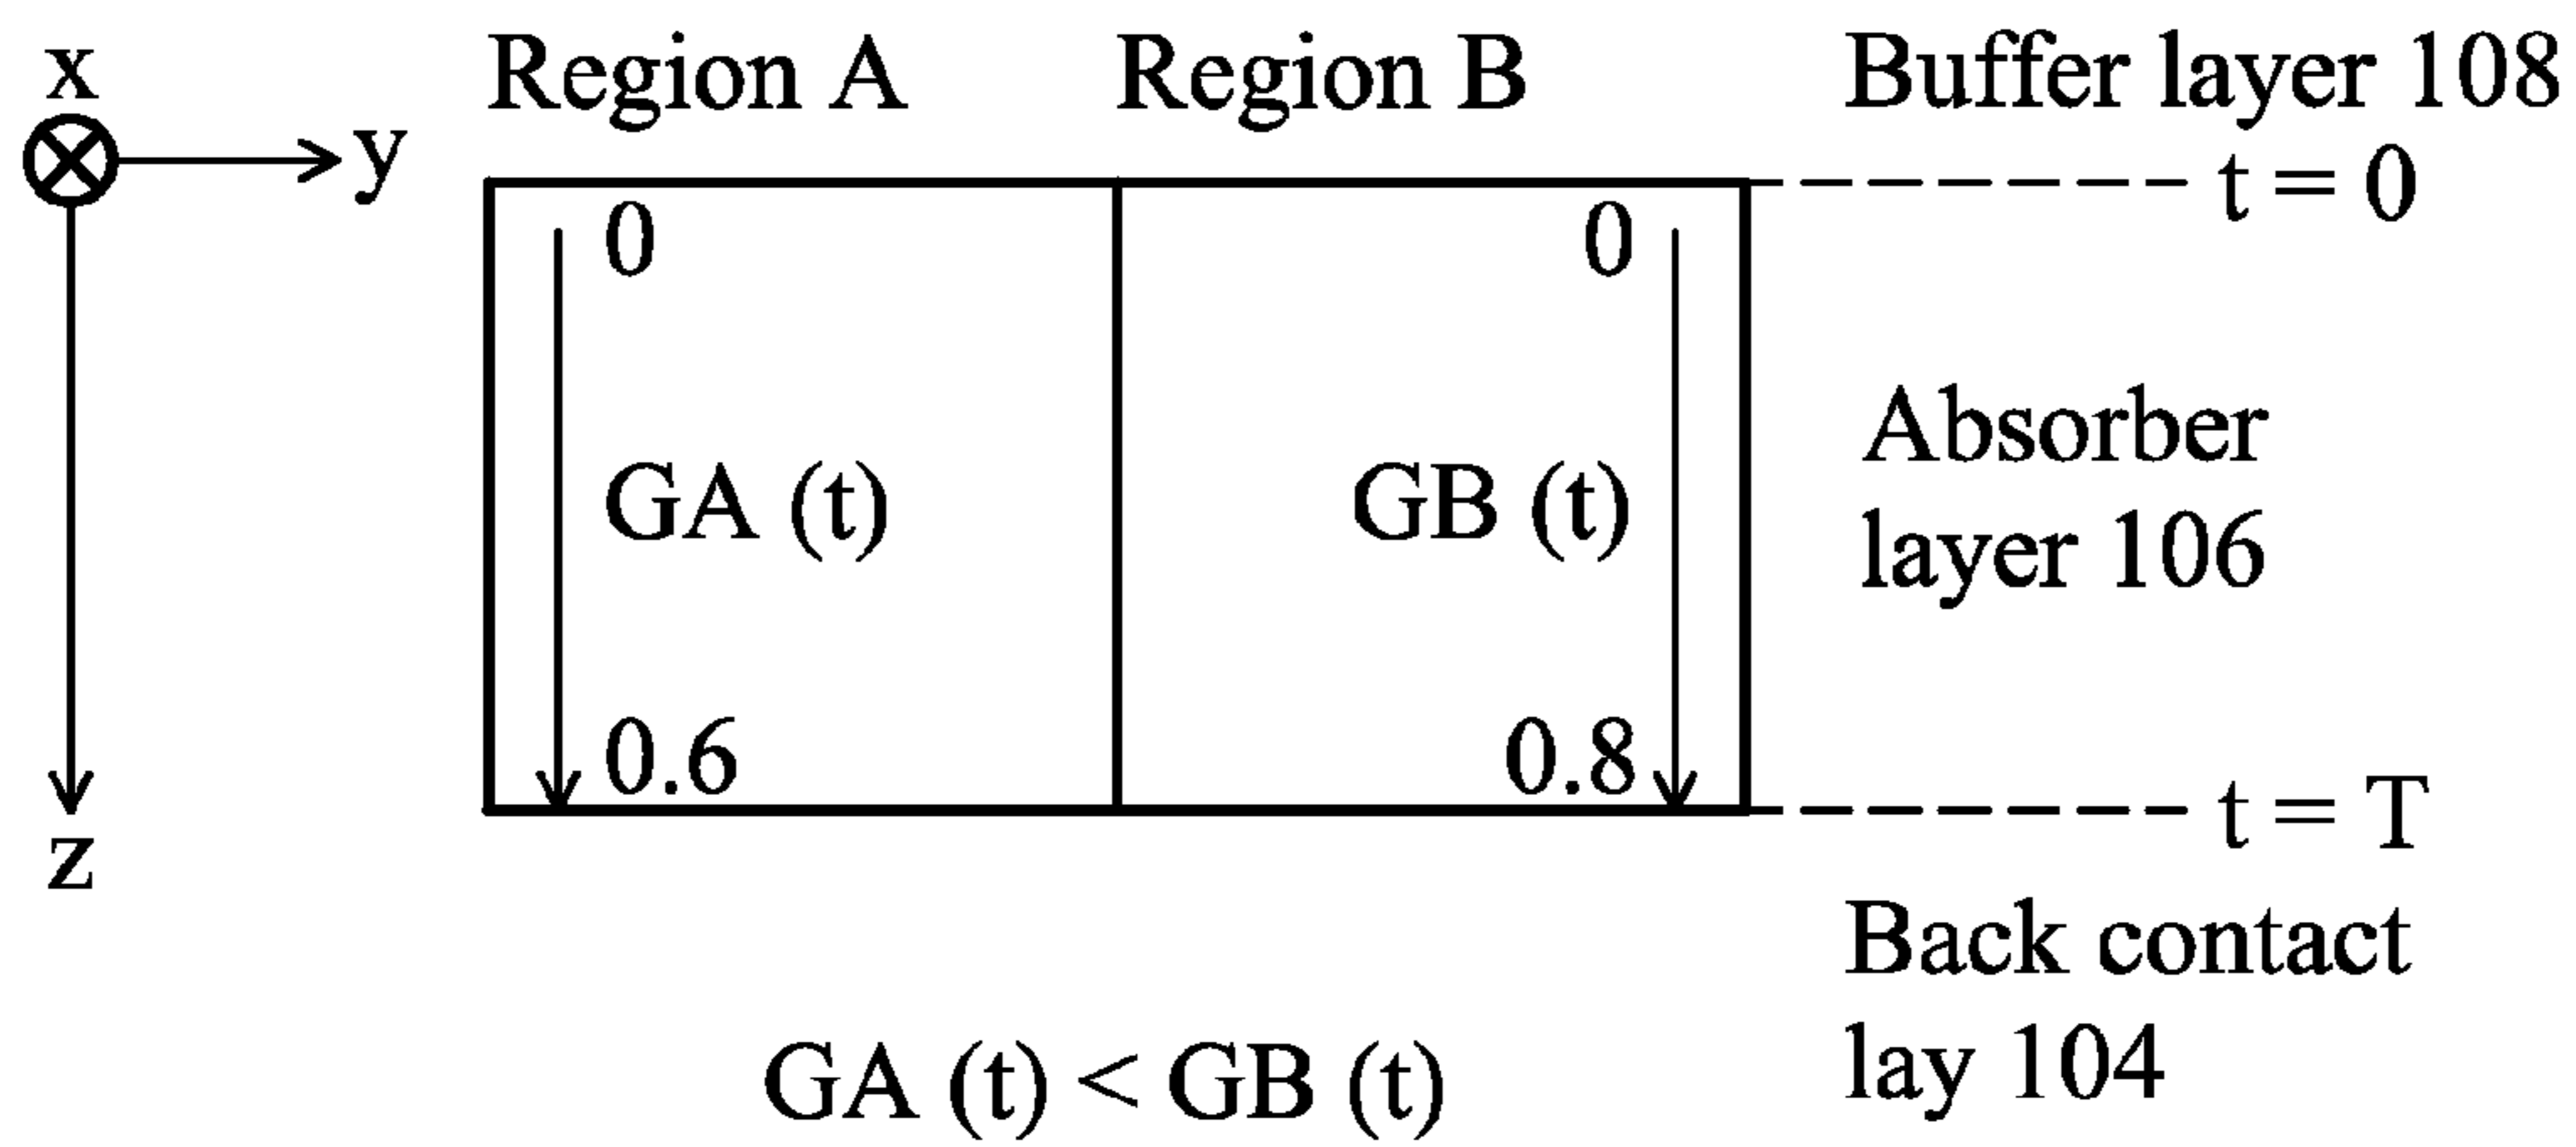 x
y
z
Region A
Region B
Buffer layer 108
t = 0
0
0
GA (t)
GB (t)
Absorber
layer 106
0.6
0.8
t = T
Back contact
lay 104
GA (t) < GB (t)